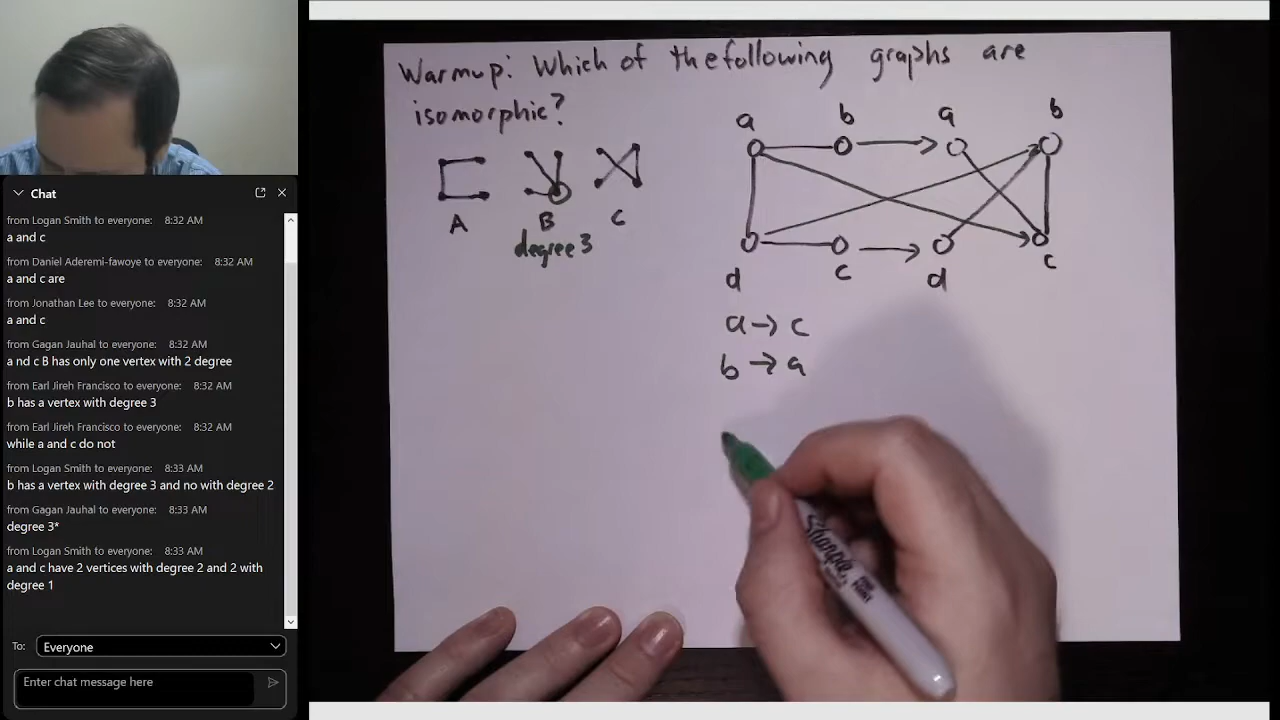 Chat
from Logan Smith to everyone: 8:32 AM
a and c
from Daniel Aderemi-fawoye to everyone: 8:32 AM
a and c are
from Jonathan Lee to everyone: 8:32 AM
a and c
from Gagan Jauhal to everyone: 8:32 AM
a nd c B has only one vertex with 2 degree
from Earl Jireh Francisco to everyone: 8:32 AM
b has a vertex with degree 3
from Earl Jireh Francisco to everyone: 8:32 AM
while a and c do not
from Logan Smith to everyone: 8:33 AM
b has a vertex with degree 3 and no with degree 2
from Gagan Jauhal to everyone: 8:33 AM
degree 3*
from Logan Smith to everyone: 8:33 AM
a and c have 2 vertices with degree 2 and 2 with
degree 1
To: Everyone
Enter chat message here
Warmup: Which of the following graphs are
isomorphic?
A B C
degree 3
a b a b
d c d c
a → c
b → a
Sharpie